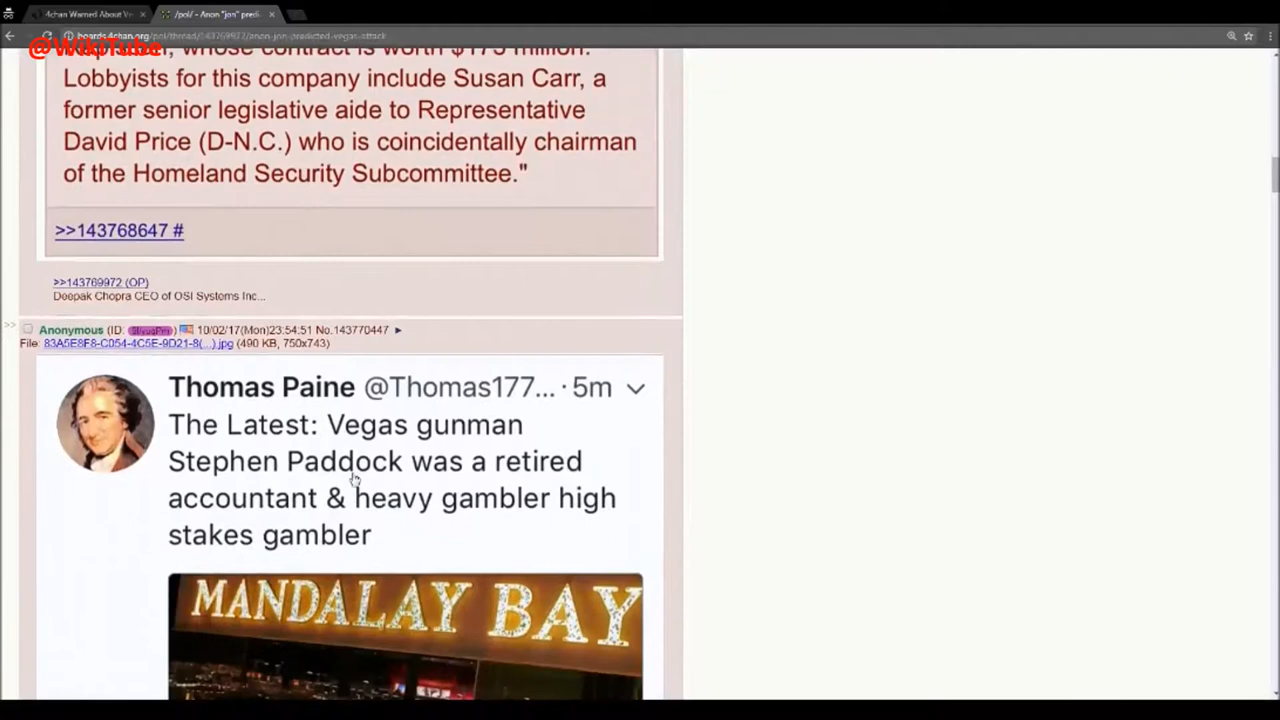 4chan Warned About Ve
/pol/ - Anon "jon" predi
boards.4chan.org/pol/thread/143769972/anon-jon-predicted-vegas-attack
@WikiTube
whose contract is worth $173 million.
Lobbyists for this company include Susan Carr, a
former senior legislative aide to Representative
David Price (D-N.C.) who is coincidentally chairman
of the Homeland Security Subcommittee."
>>143768647 #
>>143769972 (OP)
Deepak Chopra CEO of OSI Systems Inc...
>> Anonymous (ID: ) 10/02/17(Mon)23:54:51 No.143770447 ►
File: 83A5E8F8-C054-4C5E-9D21-8(...).jpg (490 KB, 750x743)
Thomas Paine @Thomas177... · 5m
The Latest: Vegas gunman
Stephen Paddock was a retired
accountant & heavy gambler high
stakes gambler
MANDALAY BAY